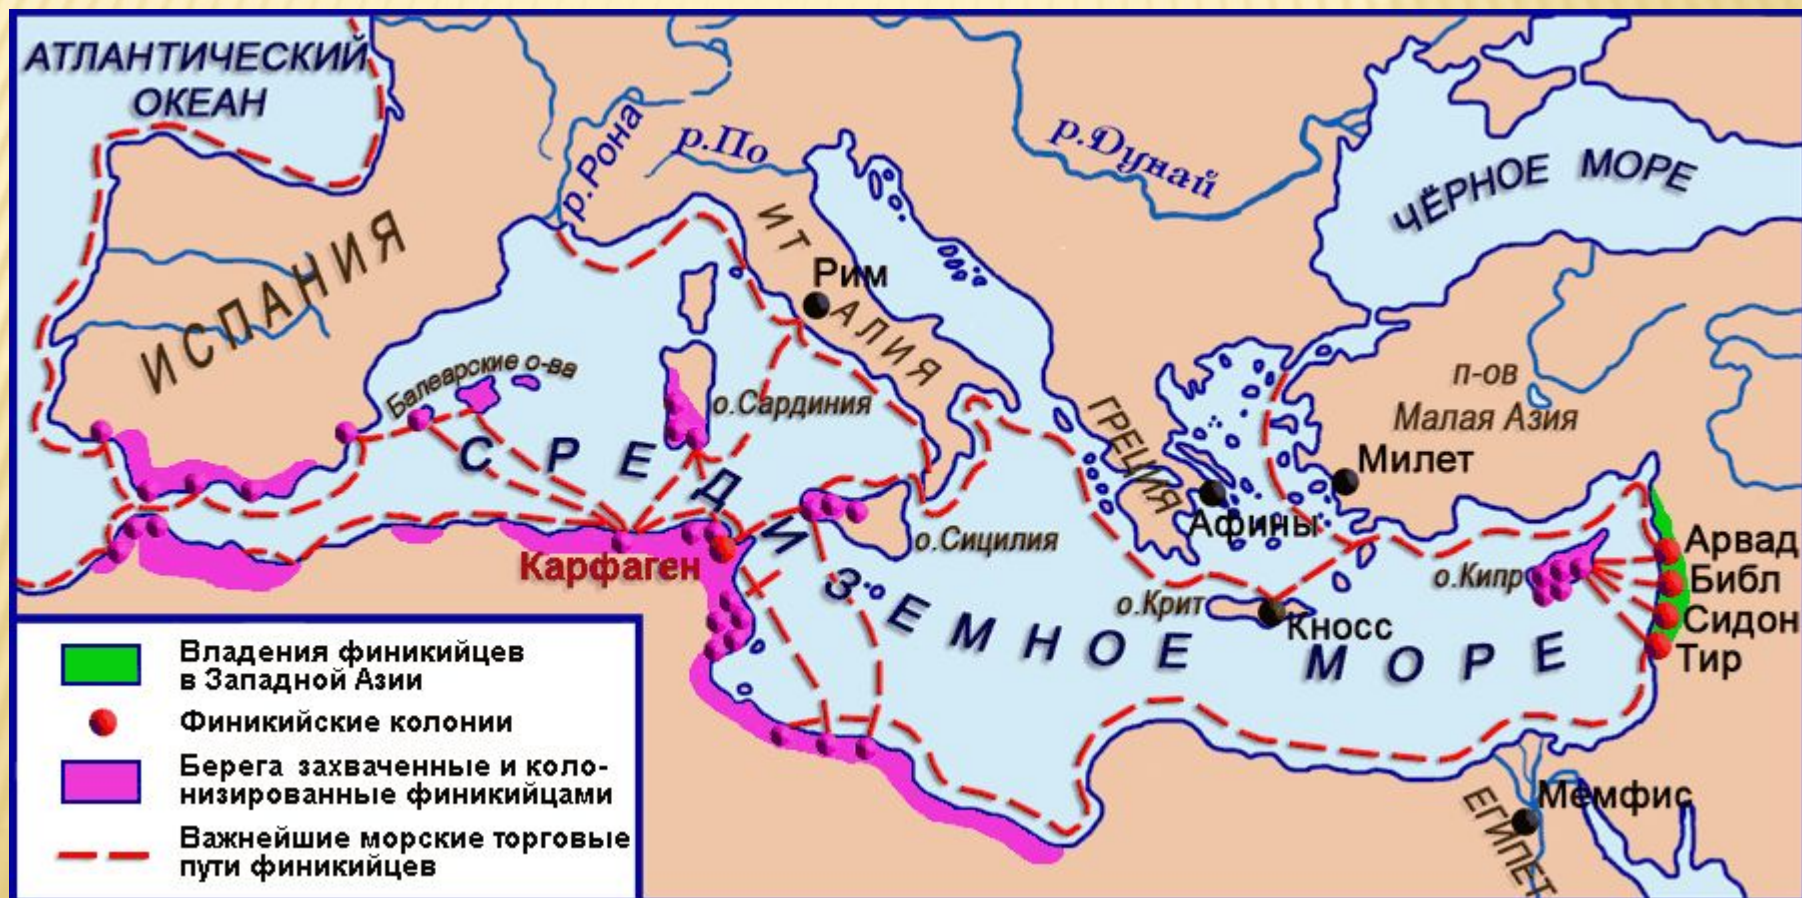 АТЛАНТИЧЕСКИЙ
ОКЕАН
р.Рона
р.По
р.Дунай
ЧЁРНОЕ МОРЕ
ИСПАНИЯ
ИТАЛИЯ
Рим
Балеарские о-ва
о.Сардиния
ГРЕЦИЯ
п-ов
Малая Азия
Милет
Афины
СРЕДИЗЕМНОЕ МОРЕ
о.Сицилия
Карфаген
о.Кипр
о.Крит
Кносс
Арвад
Библ
Сидон
Тир
Мемфис
ЕГИПЕТ
Владения финикийцев
в Западной Азии
Финикийские колонии
Берега захваченные и коло-
низированные финикийцами
Важнейшие морские торговые
пути финикийцев